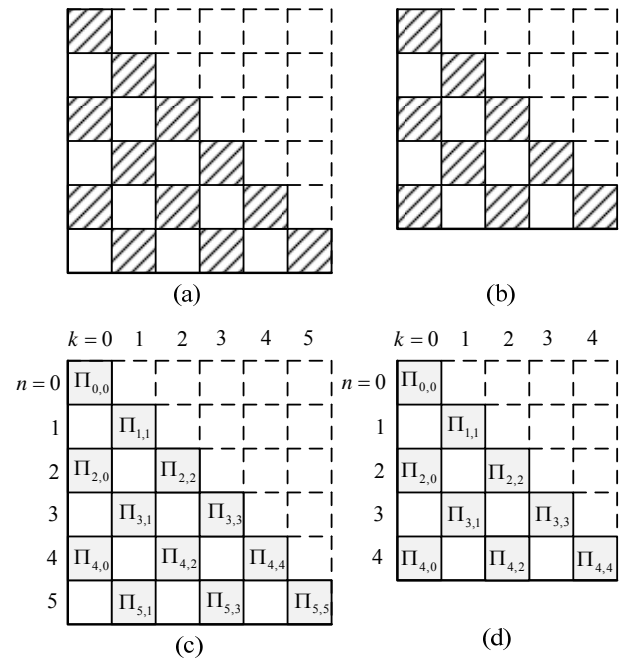 (a) (b)
k = 0 1 2 3 4 5 k = 0 1 2 3 4
n = 0 Π0,0 n = 0 Π0,0
1 Π1,1 1 Π1,1
2 Π2,0 Π2,2 2 Π2,0 Π2,2
3 Π3,1 Π3,3 3 Π3,1 Π3,3
4 Π4,0 Π4,2 Π4,4 4 Π4,0 Π4,2 Π4,4
5 Π5,1 Π5,3 Π5,5
(c) (d)